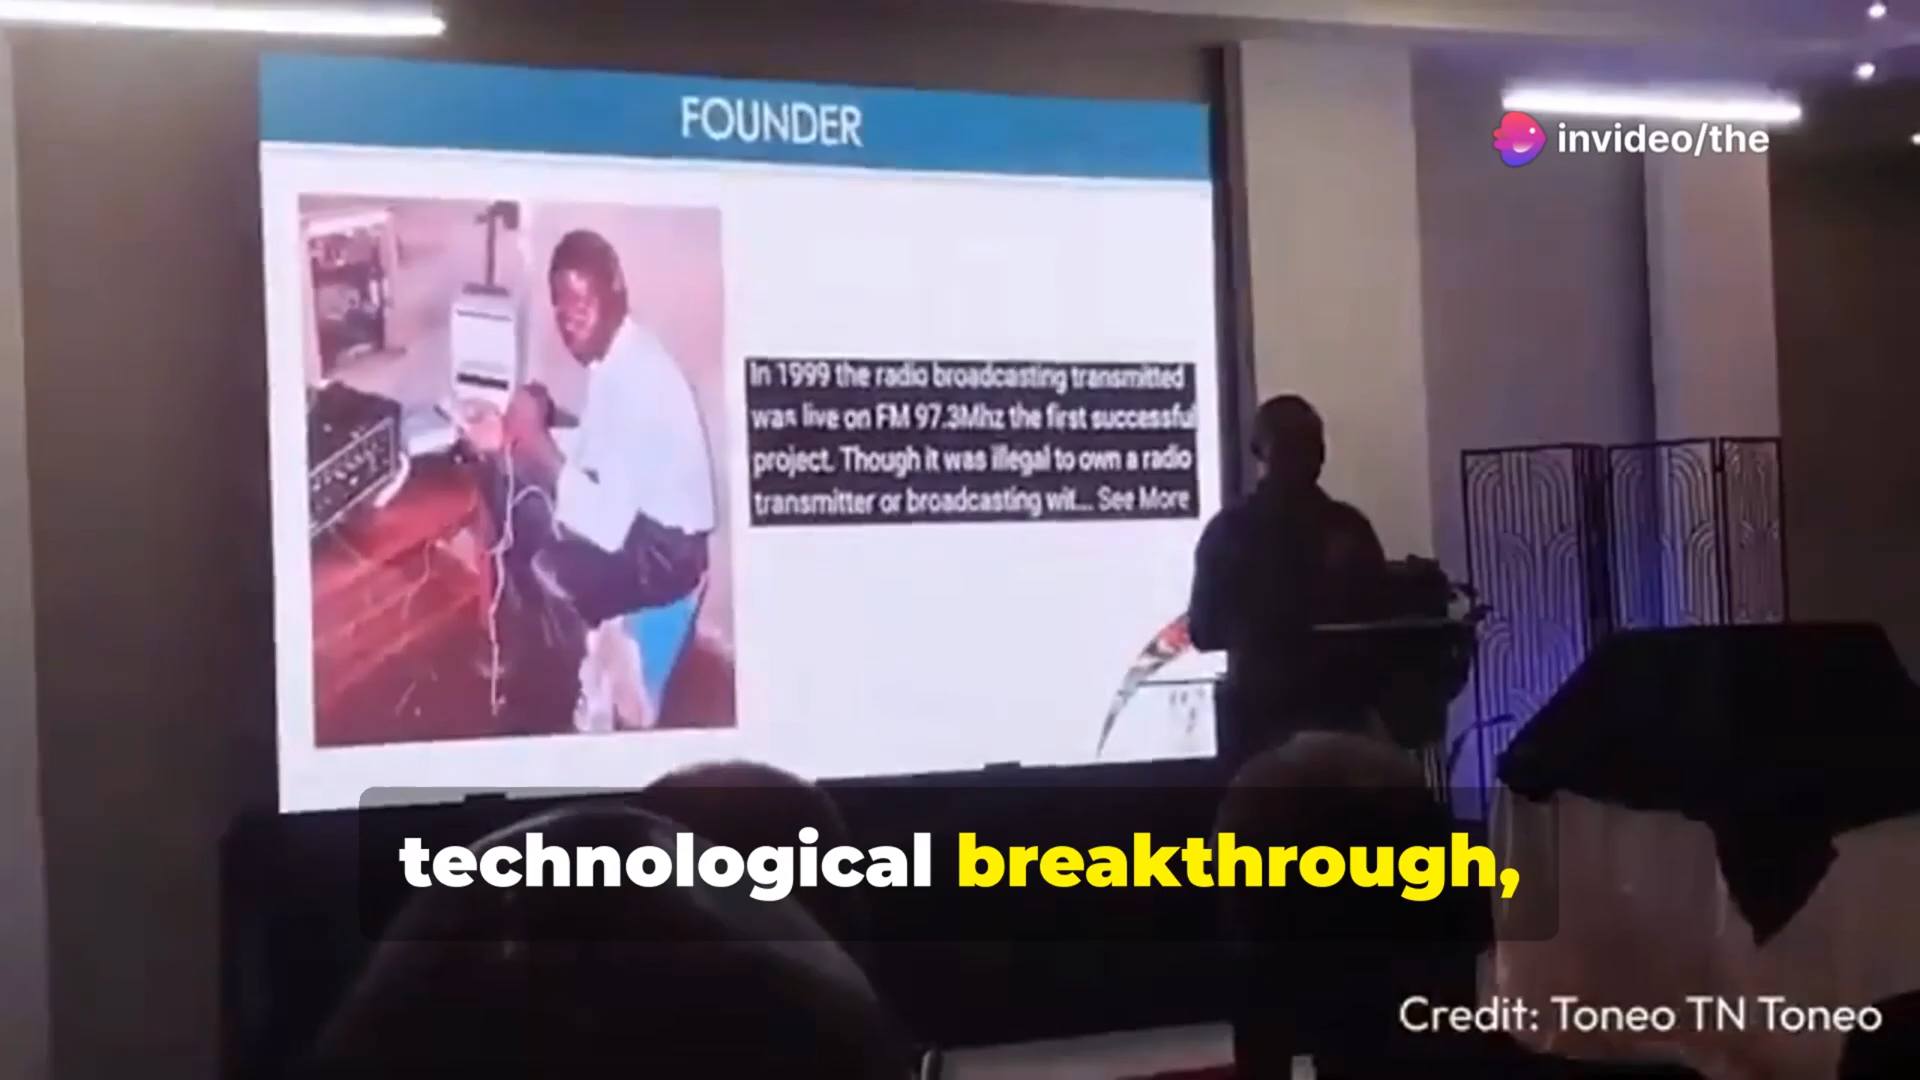 FOUNDER
invideo/the
In 1999 the radio broadcasting transmitted
was live on FM 97.3Mhz the first successful
project. Though it was illegal to own a radio
transmitter or broadcasting wit... See More
technological breakthrough,
Credit: Toneo TN Toneo